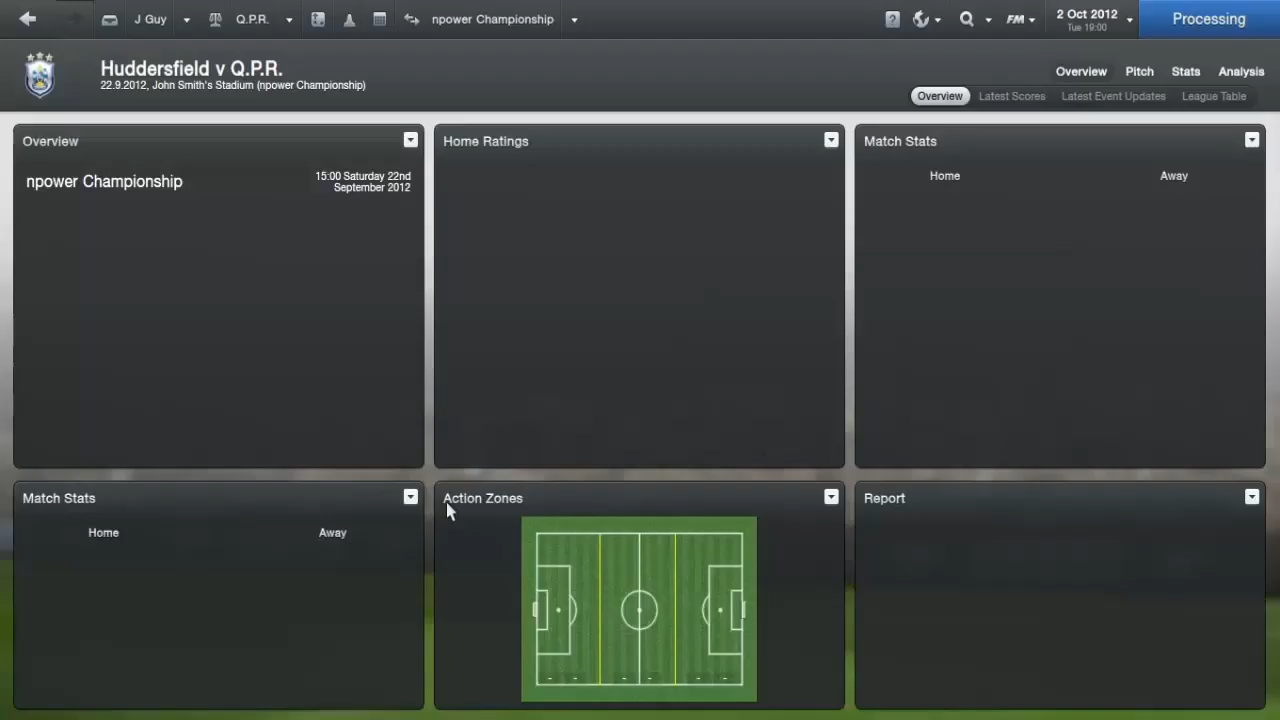 J Guy
Q.P.R.
npower Championship
?
FM
2 Oct 2012
Tue 19:00
Processing
Huddersfield v Q.P.R.
22.9.2012, John Smith's Stadium (npower Championship)
Overview
Pitch
Stats
Analysis
Overview
Latest Scores
Latest Event Updates
League Table
Overview
npower Championship
15:00 Saturday 22nd
September 2012
Home Ratings
Match Stats
Home
Away
Match Stats
Home
Away
Action Zones
Report